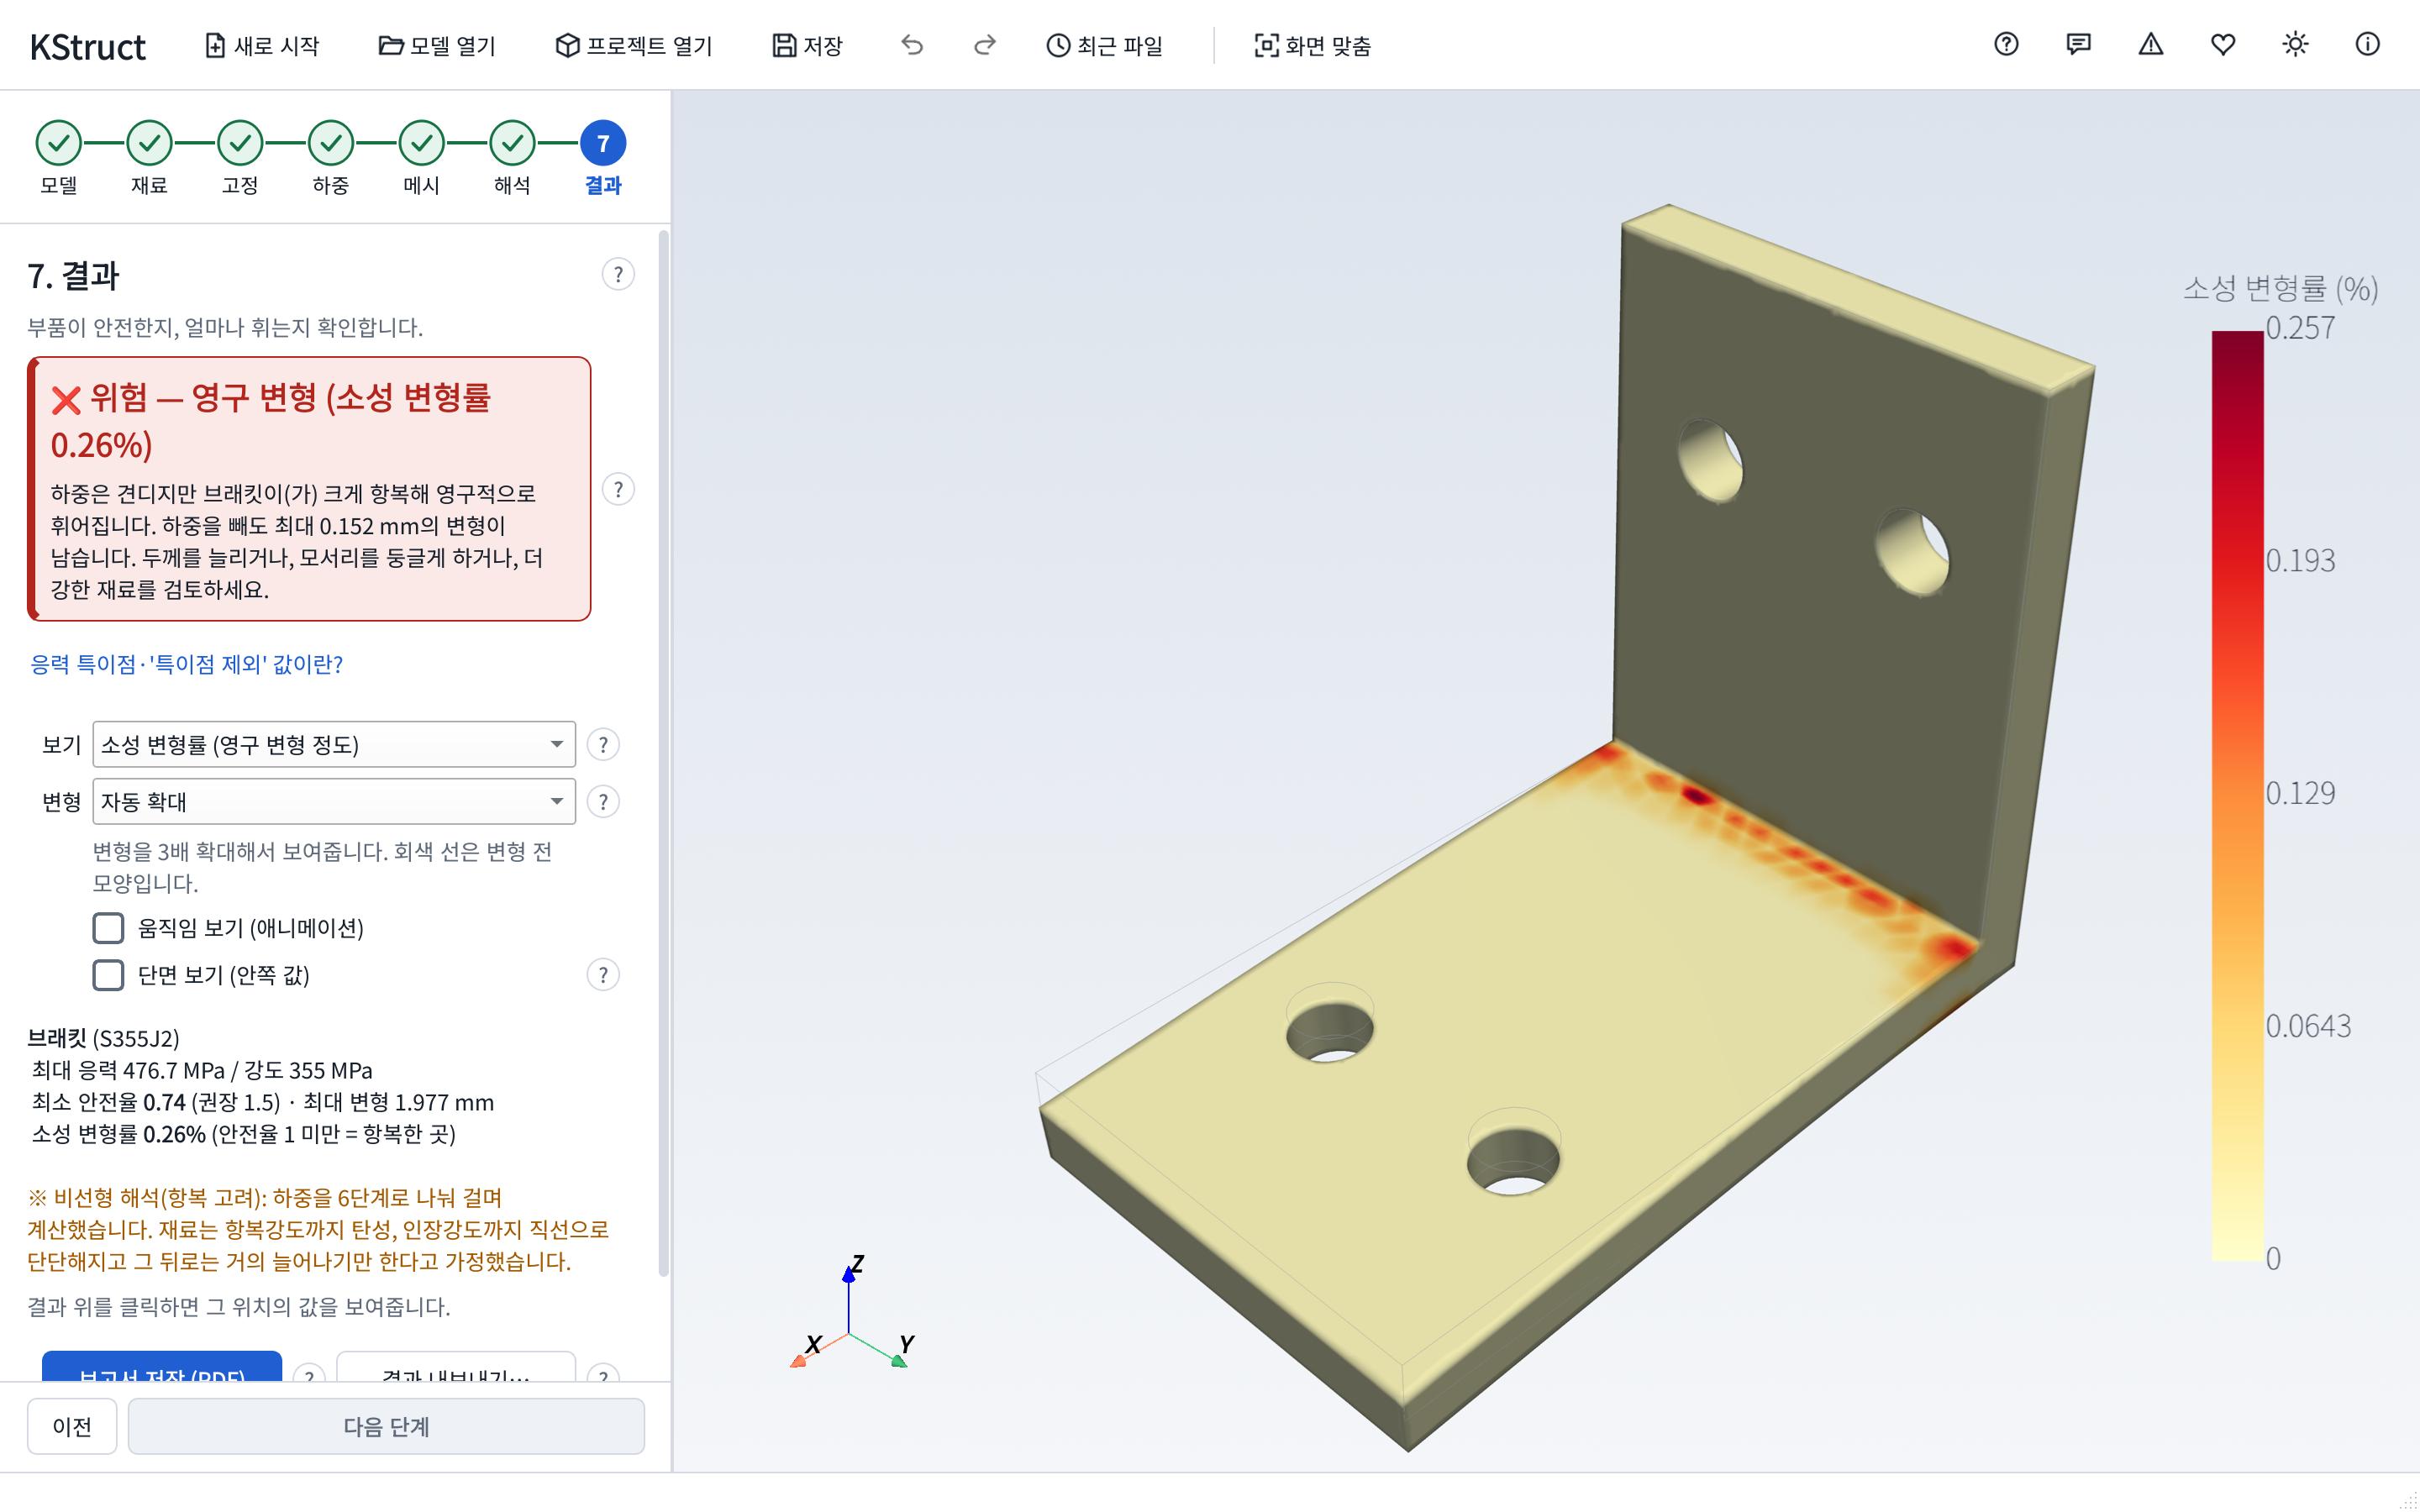 KStruct 새로 시작 모델 열기 프로젝트 열기 저장 최근 파일 화면 맞춤
7
모델 재료 고정 하중 메시 해석 결과
7. 결과 ?
부품이 안전한지, 얼마나 휘는지 확인합니다.
❌ 위험 — 영구 변형 (소성 변형률
0.26%)
하중은 견디지만 브래킷이(가) 크게 항복해 영구적으로
휘어집니다. 하중을 빼도 최대 0.152 mm의 변형이
남습니다. 두께를 늘리거나, 모서리를 둥글게 하거나, 더
강한 재료를 검토하세요.
?
응력 특이점 · '특이점 제외' 값이란?
보기 소성 변형률 (영구 변형 정도) ?
변형 자동 확대 ?
변형을 3배 확대해서 보여줍니다. 회색 선은 변형 전
모양입니다.
움직임 보기 (애니메이션)
단면 보기 (안쪽 값) ?
브래킷 (S355J2)
최대 응력 476.7 MPa / 강도 355 MPa
최소 안전율 0.74 (권장 1.5) · 최대 변형 1.977 mm
소성 변형률 0.26% (안전율 1 미만 = 항복한 곳)
※ 비선형 해석(항복 고려): 하중을 6단계로 나눠 걸며
계산했습니다. 재료는 항복강도까지 탄성, 인장강도까지 직선으로
단단해지고 그 뒤로는 거의 늘어나기만 한다고 가정했습니다.
결과 위를 클릭하면 그 위치의 값을 보여줍니다.
보고서 저장 (PDF) ? 결과 내보내기… ?
이전 다음 단계
소성 변형률 (%)
0.257
0.193
0.129
0.0643
0
Z
X Y